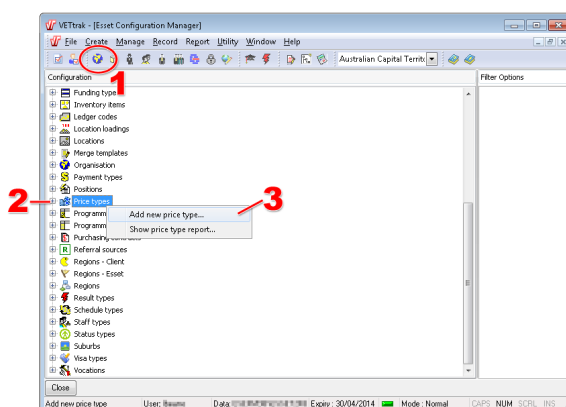 VETtrak - [Esset Configuration Manager]
File Create Manage Record Report Utility Window Help
Australian Capital Territc
1
Configuration
Filter Options
Funding type
Inventory items
Ledger codes
Location loadings
Locations
Merge templates
Organisation
Payment types
Positions
2
Price types
3
Programm
Add new price type...
Programm
Show price type report...
Purchasing contracts
Referral sources
Regions - Client
Regions - Esset
Regions
Result types
Schedule types
Staff types
Status types
Suburbs
Visa types
Vocations
Close
Add new price type User: Data: Expiry : 30/04/2014 Mode : Normal CAPS NUM SCRL INS